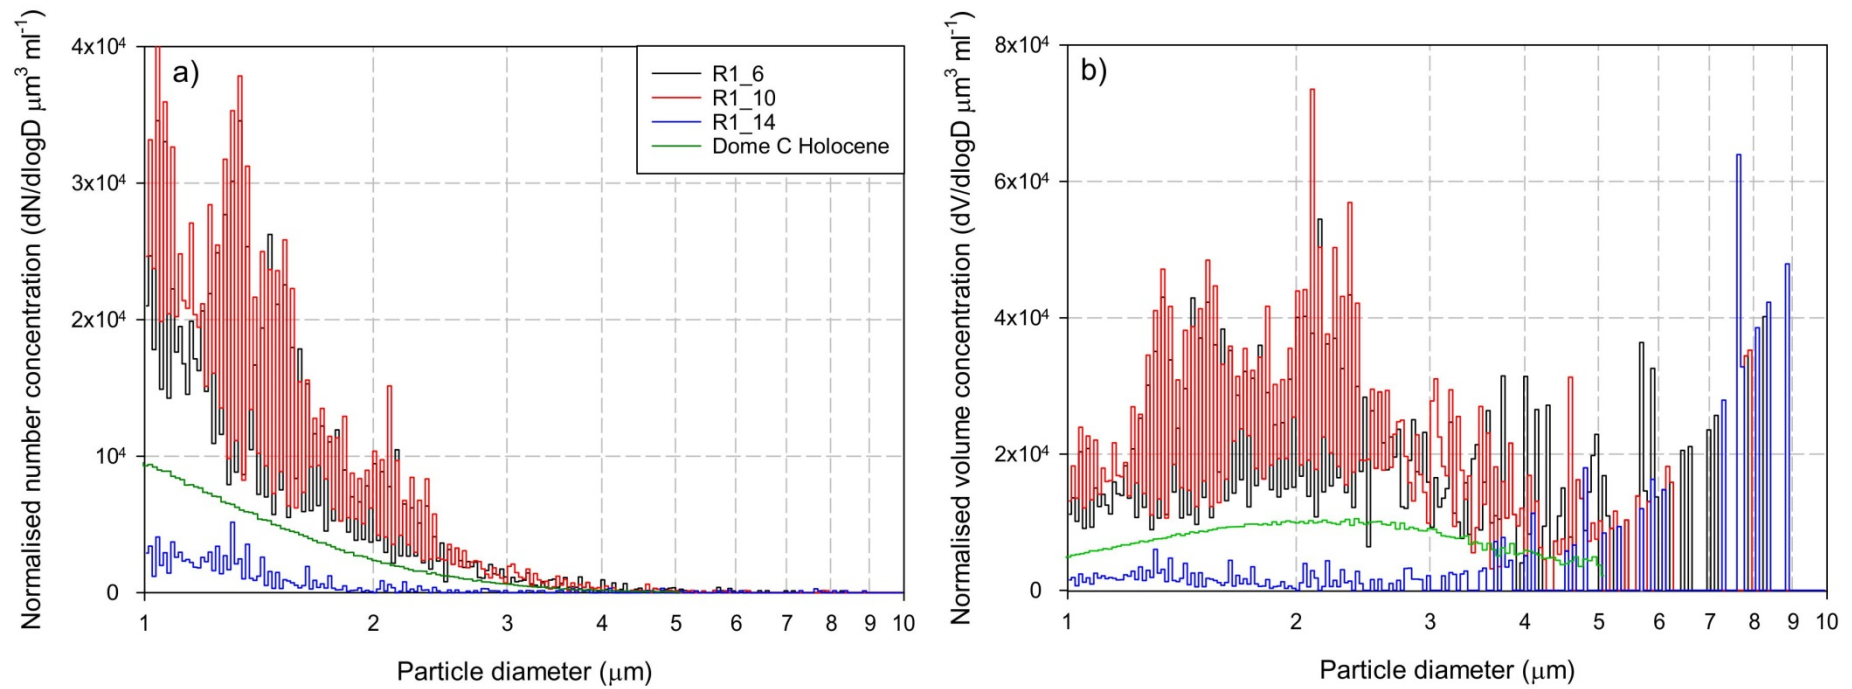 a)
Normalised number concentration (dN/dlogD μm³ ml⁻¹)
4x10⁴
3x10⁴
2x10⁴
10⁴
0
R1_6
R1_10
R1_14
Dome C Holocene
1 2 3 4 5 6 7 8 9 10
Particle diameter (μm)
b)
Normalised volume concentration (dV/dlogD μm³ ml⁻¹)
8x10⁴
6x10⁴
4x10⁴
2x10⁴
0
1 2 3 4 5 6 7 8 9 10
Particle diameter (μm)